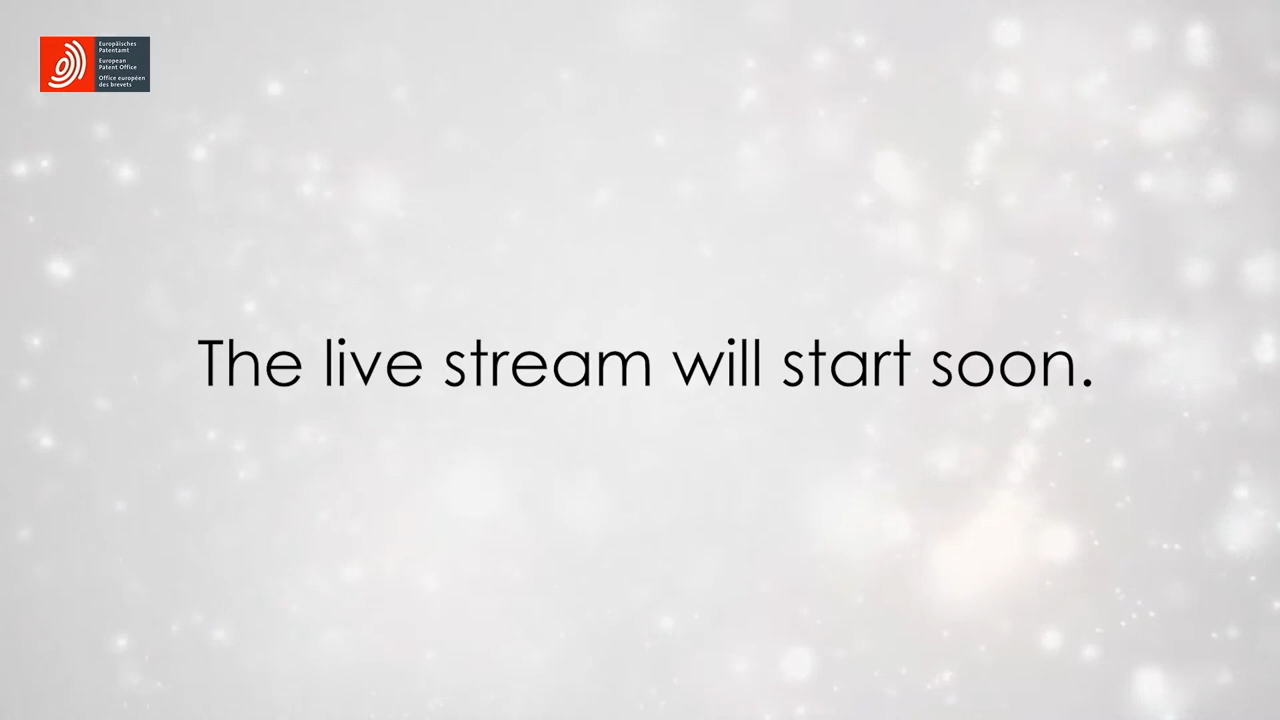 Europäisches
Patentamt
European
Patent Office
Office européen
des brevets
The live stream will start soon.